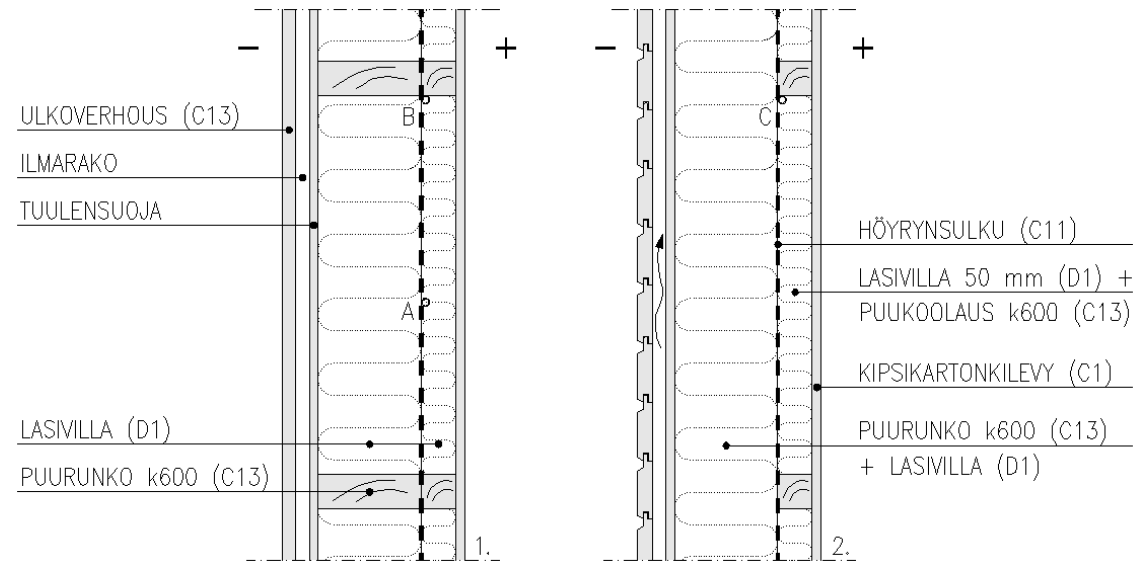 − + − +
ULKOVERHOUS (C13)
ILMARAKO
TUULENSUOJA
LASIVILLA (D1)
PUURUNKO k600 (C13)
B
A
1.
C
HÖYRYNSULKU (C11)
LASIVILLA 50 mm (D1) +
PUUKOOLAUS k600 (C13)
KIPSIKARTONKILEVY (C1)
PUURUNKO k600 (C13)
+ LASIVILLA (D1)
2.